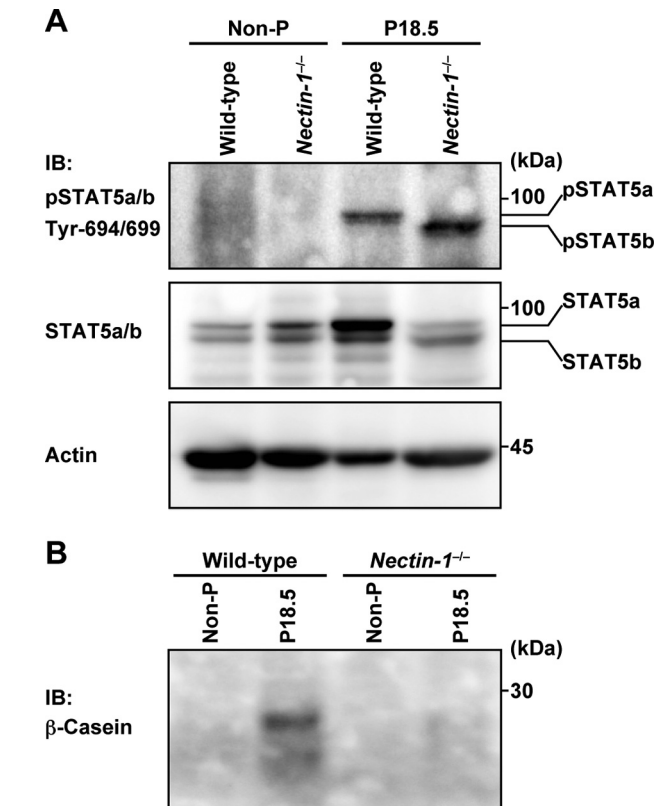 A
Non-P P18.5
Wild-type Nectin-1–/– Wild-type Nectin-1–/–
IB: (kDa)
pSTAT5a/b
Tyr-694/699
100
pSTAT5a
pSTAT5b
STAT5a/b
100
STAT5a
STAT5b
Actin
45
B
Wild-type Nectin-1–/–
Non-P P18.5 Non-P P18.5
(kDa)
IB:
β-Casein
30